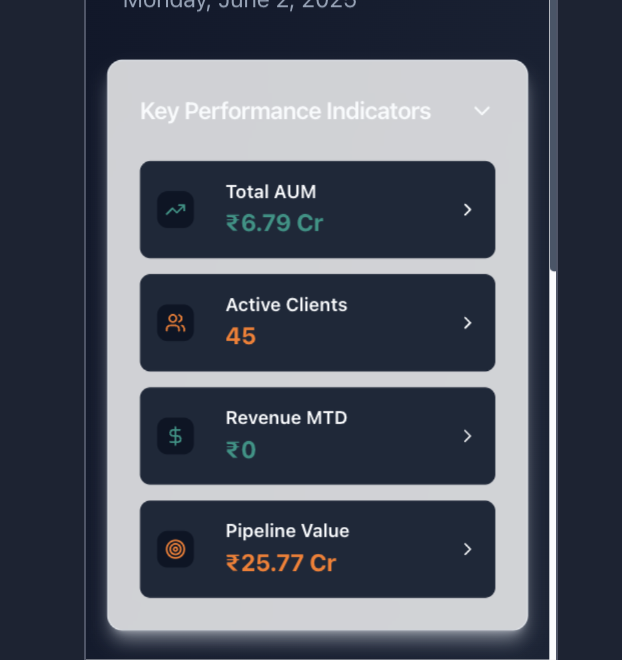 Monday, June 2, 2025
Key Performance Indicators
Total AUM
₹6.79 Cr
Active Clients
45
Revenue MTD
₹0
Pipeline Value
₹25.77 Cr